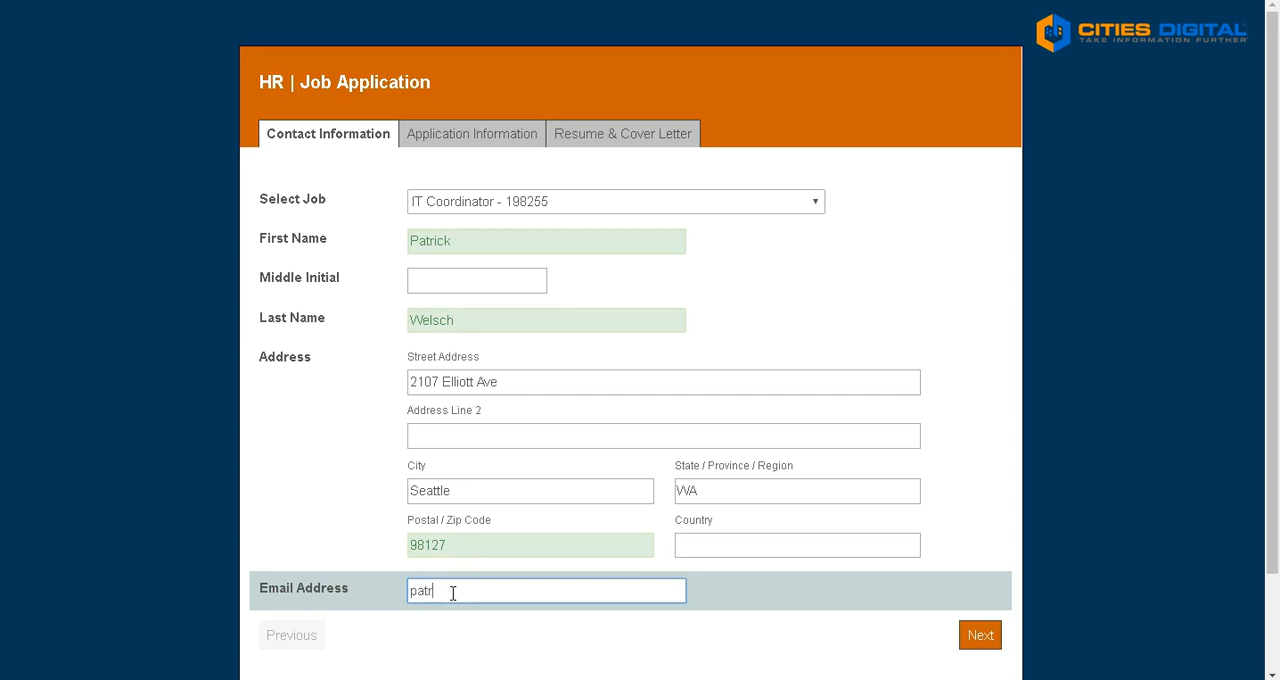 CITIES DIGITAL
TAKE INFORMATION FURTHER
HR | Job Application
Contact Information
Application Information
Resume & Cover Letter
Select Job
IT Coordinator - 198255
First Name
Patrick
Middle Initial
Last Name
Welsch
Address
Street Address
2107 Elliott Ave
Address Line 2
City
State / Province / Region
Seattle
WA
Postal / Zip Code
Country
98127
Email Address
patr
Previous
Next